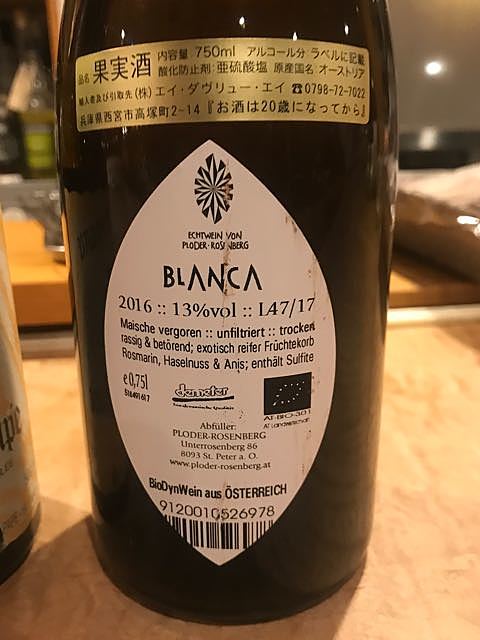 品名 果実酒 内容量 750ml アルコール分 ラベルに記載
酸化防止剤:亜硫酸塩 原産国名 オーストリア
輸入者及び引取先 (株) エイ・ダヴリュー・エイ ☎0798-72-7022
兵庫県西宮市高塚町2-14『お酒は20歳になってから』
ECHTWEIN VON
PLODER-ROSENBERG
BLANCA
2016 :: 13%vol :: L47/17
Maische vergoren :: unfiltriert :: trocken
rassig & betörend; exotisch reifer Früchtekorb
Rosmarin, Haselnuss & Anis; enthält Sulfite
e 0,75l
demeter
AT-BIO-301
AT Landwirtschaft
Abfüller:
PLODER-ROSENBERG
Unterrosenberg 86
8093 St. Peter a. O.
www.ploder-rosenberg.at
BioDynWein aus ÖSTERREICH
9120010526978